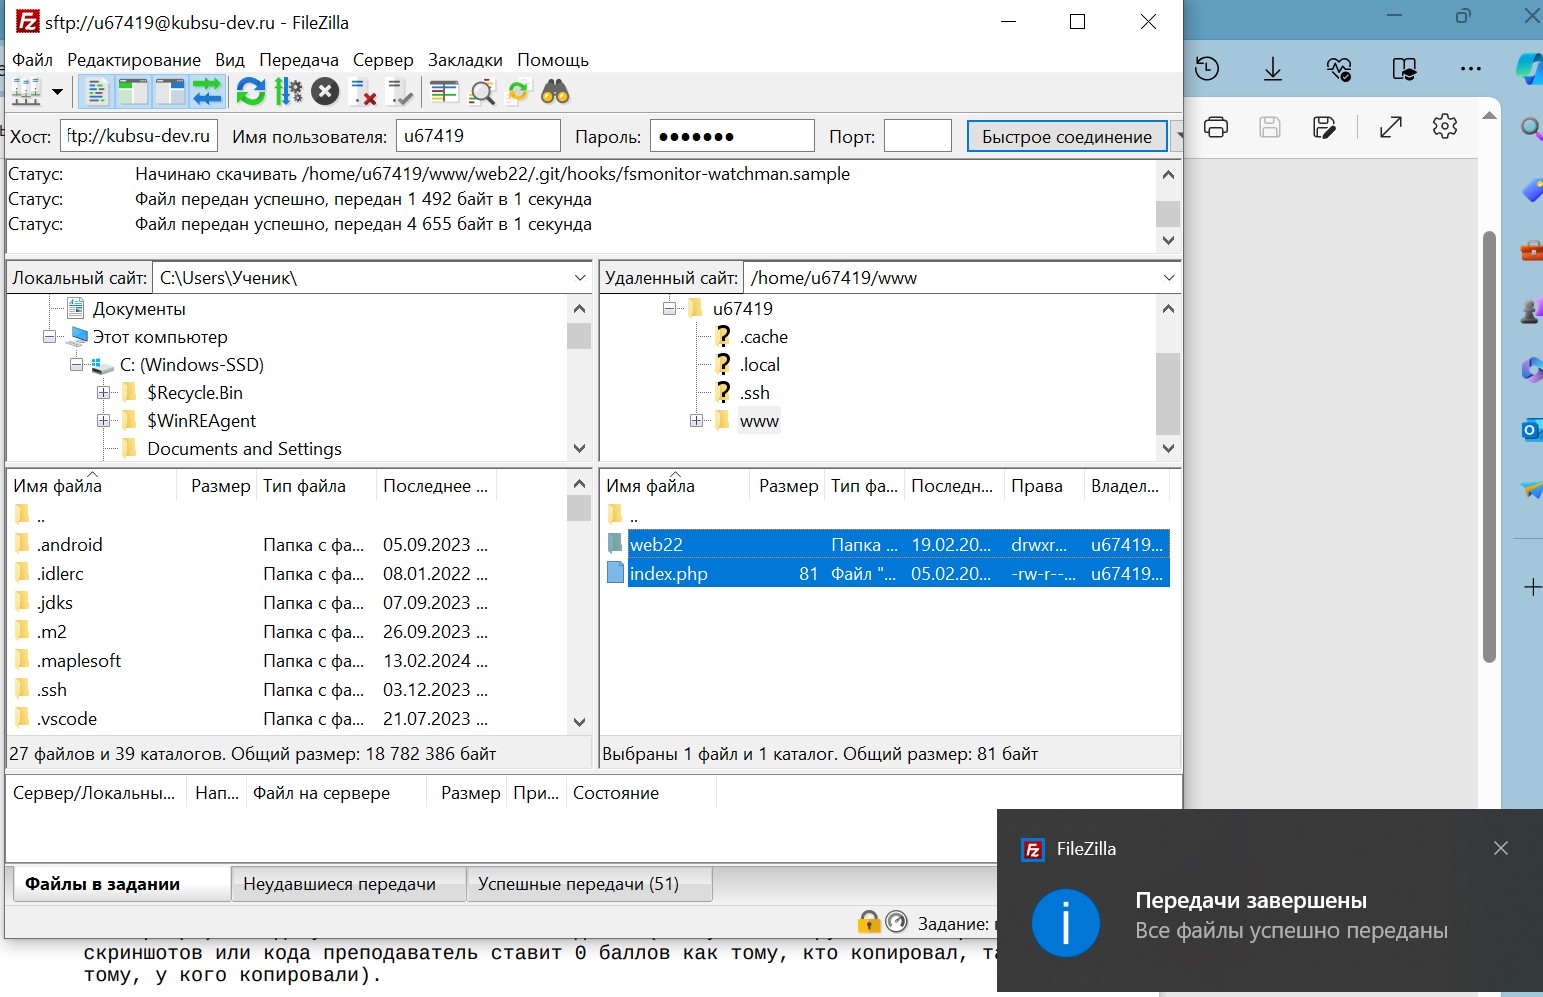 sftp://u67419@kubsu-dev.ru - FileZilla
Файл Редактирование Вид Передача Сервер Закладки Помощь
Хост: ftp://kubsu-dev.ru Имя пользователя: u67419 Пароль: ●●●●●●● Порт: Быстрое соединение
Статус: Начинаю скачивать /home/u67419/www/web22/.git/hooks/fsmonitor-watchman.sample
Статус: Файл передан успешно, передан 1 492 байт в 1 секунда
Статус: Файл передан успешно, передан 4 655 байт в 1 секунда
Локальный сайт: C:\Users\Ученик\
Документы
Этот компьютер
C: (Windows-SSD)
$Recycle.Bin
$WinREAgent
Documents and Settings
Удаленный сайт: /home/u67419/www
u67419
.cache
.local
.ssh
www
Имя файла Размер Тип файла Последнее ...
..
.android Папка с фа... 05.09.2023 ...
.idlerc Папка с фа... 08.01.2022 ...
.jdks Папка с фа... 07.09.2023 ...
.m2 Папка с фа... 26.09.2023 ...
.maplesoft Папка с фа... 13.02.2024 ...
.ssh Папка с фа... 03.12.2023 ...
.vscode Папка с фа... 21.07.2023 ...
27 файлов и 39 каталогов. Общий размер: 18 782 386 байт
Имя файла Размер Тип фа... Последн... Права Владел...
..
web22 Папка ... 19.02.20... drwxr... u67419...
index.php 81 Файл "... 05.02.20... -rw-r--... u67419...
Выбраны 1 файл и 1 каталог. Общий размер: 81 байт
Сервер/Локальны... Нап... Файл на сервере Размер При... Состояние
Файлы в задании Неудавшиеся передачи Успешные передачи (51)
Задание:
FileZilla
Передачи завершены
Все файлы успешно переданы
скриншотов или кода преподаватель ставит 0 баллов как тому, кто копировал,
тому, у кого копировали).